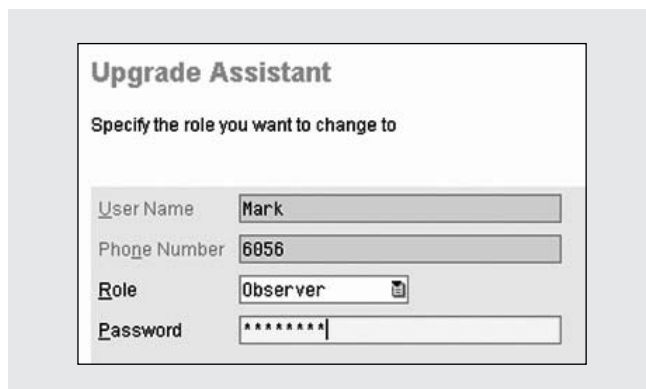 Upgrade Assistant
Specify the role you want to change to
User Name Mark
Phone Number 6056
Role Observer
Password ********